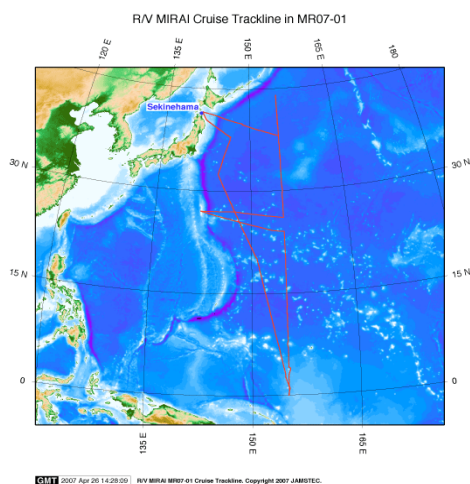 R/V MIRAI Cruise Trackline in MR07-01
120 E
135 E
150 E
165 E
180
Sekinehama
30 N
30 N
15 N
15 N
0
0
135 E
150 E
165 E
GMT 2007 Apr 26 14:28:09 R/V MIRAI MR07-01 Cruise Trackline. Copyright 2007 JAMSTEC.